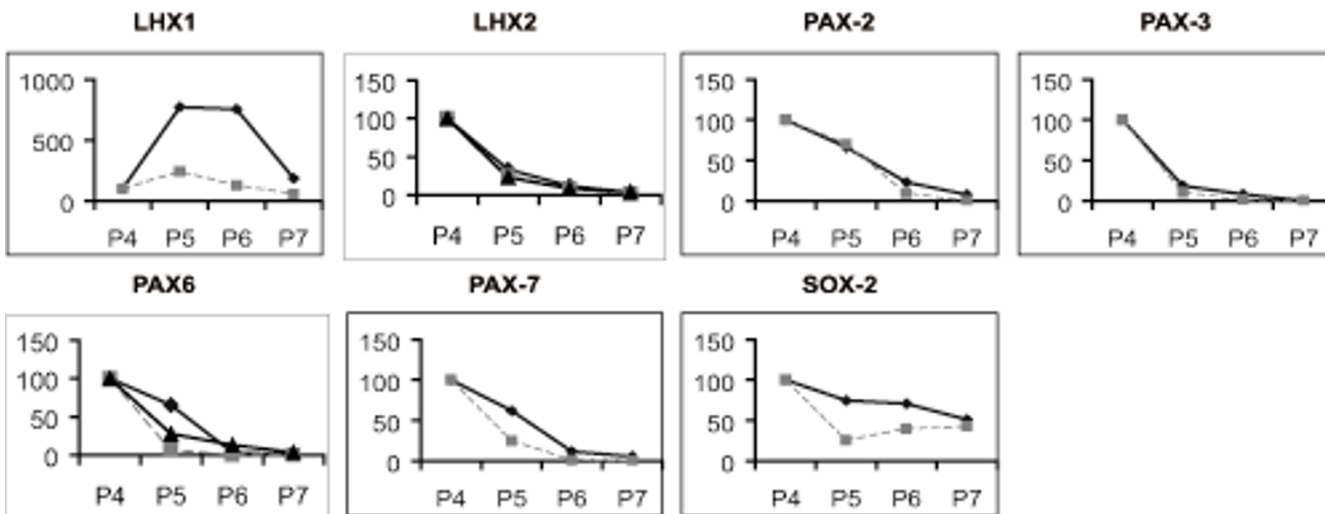 LHX1 LHX2 PAX-2 PAX-3
1000 150 150 150
500 100 100 100
0 50 50 50
0 0 0
P4 P5 P6 P7 P4 P5 P6 P7 P4 P5 P6 P7 P4 P5 P6 P7
PAX6 PAX-7 SOX-2
150 150 150
100 100 100
50 50 50
0 0 0
P4 P5 P6 P7 P4 P5 P6 P7 P4 P5 P6 P7